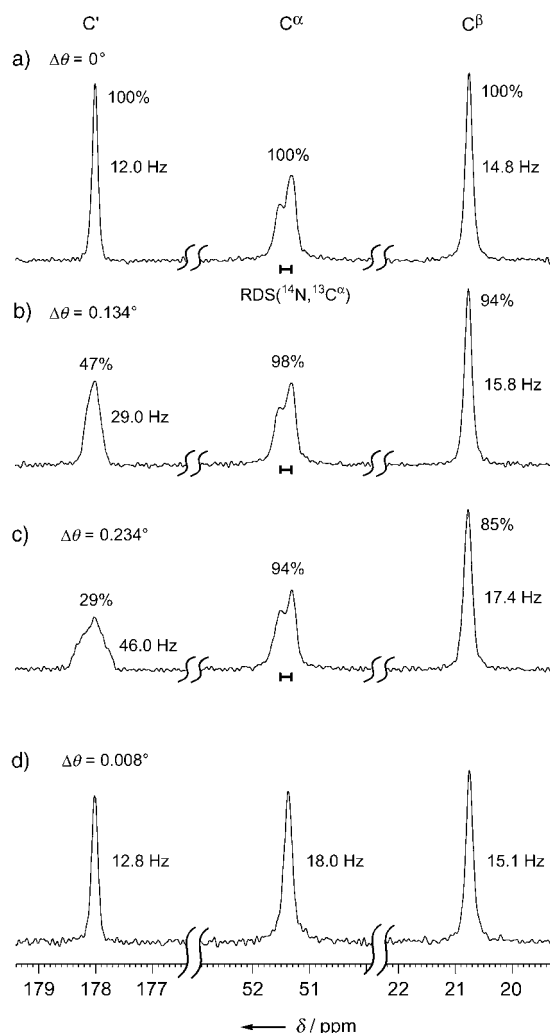 C' Cα Cβ
a) Δθ = 0°
100% 100% 100%
12.0 Hz 14.8 Hz
RDS(¹⁴N,¹³Cα)
b) Δθ = 0.134°
47% 98% 94%
29.0 Hz 15.8 Hz
c) Δθ = 0.234°
29% 94% 85%
46.0 Hz 17.4 Hz
d) Δθ = 0.008°
12.8 Hz 18.0 Hz 15.1 Hz
179 178 177 52 51 22 21 20
← δ / ppm